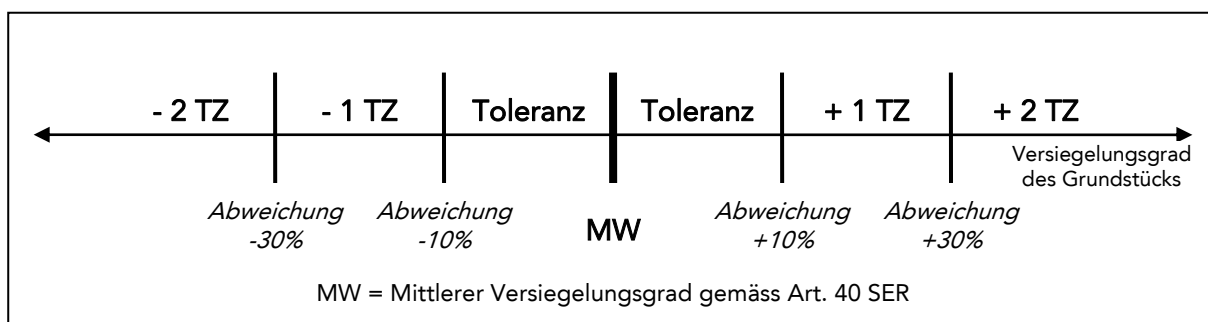 - 2 TZ - 1 TZ Toleranz Toleranz + 1 TZ + 2 TZ
Versiegelungsgrad
des Grundstücks
Abweichung Abweichung Abweichung Abweichung
-30% -10% MW +10% +30%
MW = Mittlerer Versiegelungsgrad gemäss Art. 40 SER